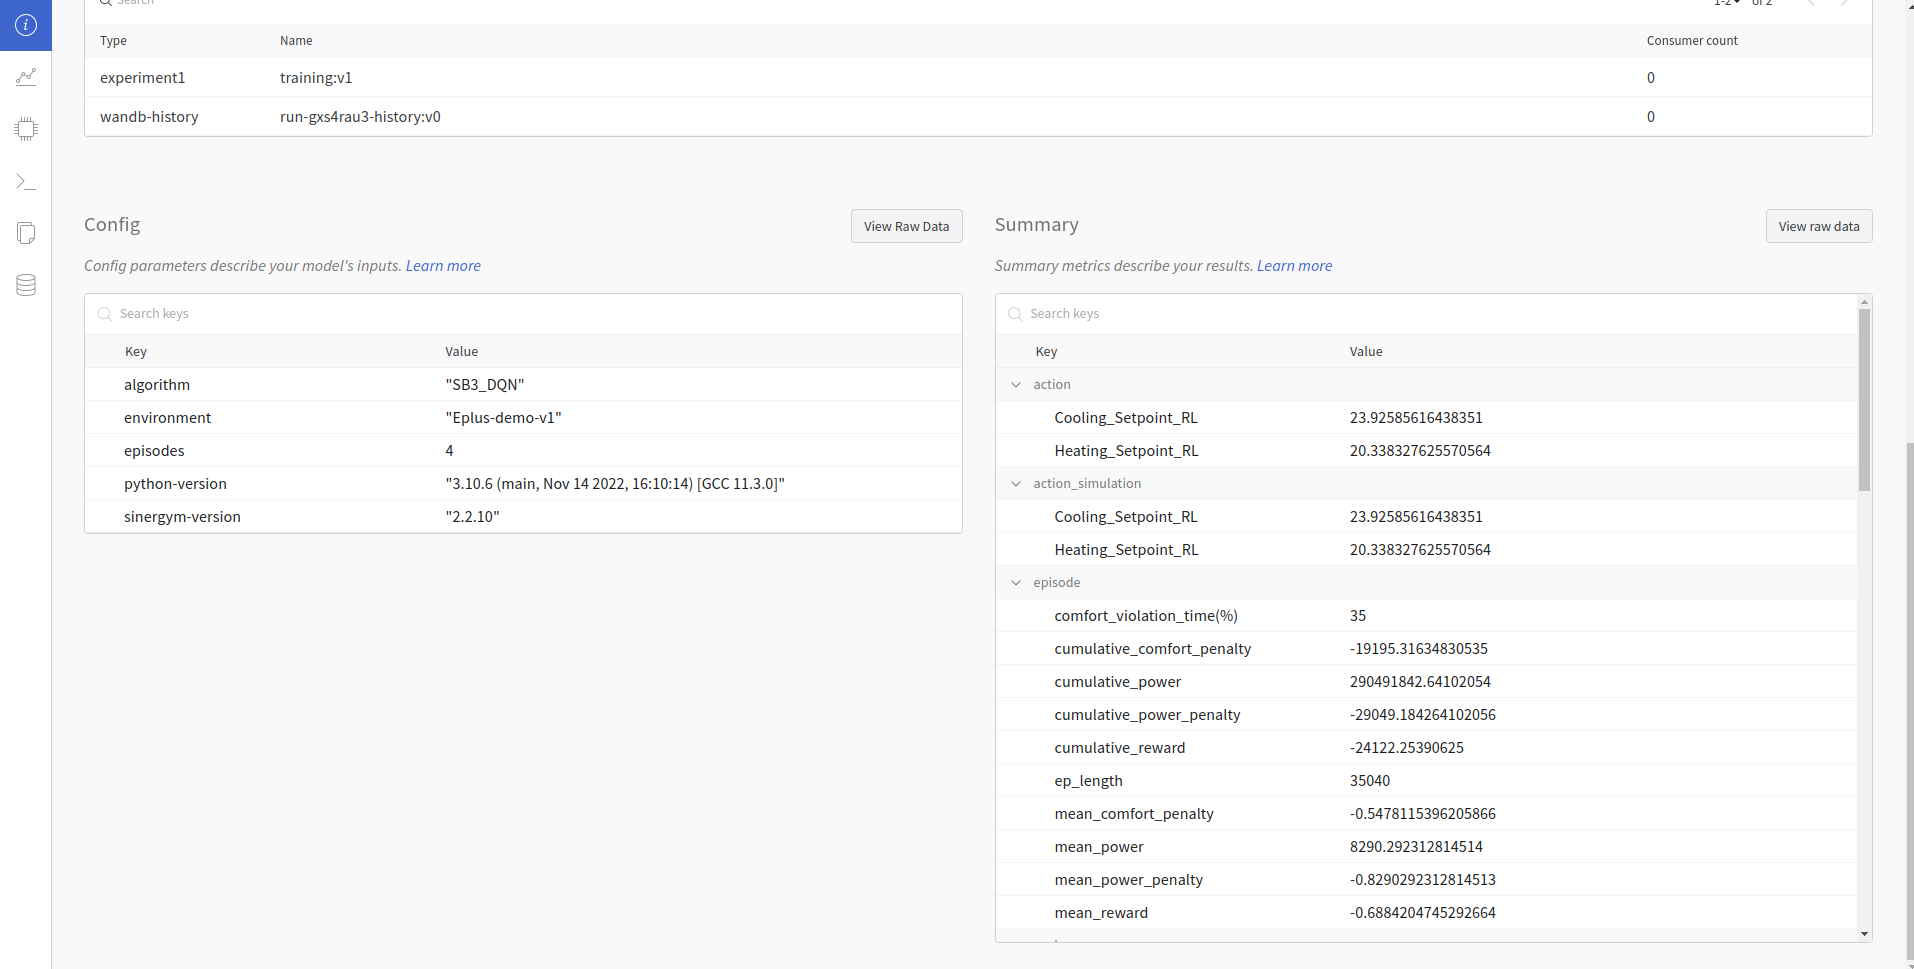 Search 1-2 of 2
Type Name Consumer count
experiment1 training:v1 0
wandb-history run-gxs4rau3-history:v0 0
Config View Raw Data
Config parameters describe your model's inputs. Learn more
Search keys
Key Value
algorithm "SB3_DQN"
environment "Eplus-demo-v1"
episodes 4
python-version "3.10.6 (main, Nov 14 2022, 16:10:14) [GCC 11.3.0]"
sinergym-version "2.2.10"
Summary View raw data
Summary metrics describe your results. Learn more
Search keys
Key Value
action
Cooling_Setpoint_RL 23.92585616438351
Heating_Setpoint_RL 20.338327625570564
action_simulation
Cooling_Setpoint_RL 23.92585616438351
Heating_Setpoint_RL 20.338327625570564
episode
comfort_violation_time(%) 35
cumulative_comfort_penalty -19195.31634830535
cumulative_power 290491842.64102054
cumulative_power_penalty -29049.184264102056
cumulative_reward -24122.25390625
ep_length 35040
mean_comfort_penalty -0.5478115396205866
mean_power 8290.292312814514
mean_power_penalty -0.8290292312814513
mean_reward -0.6884204745292664